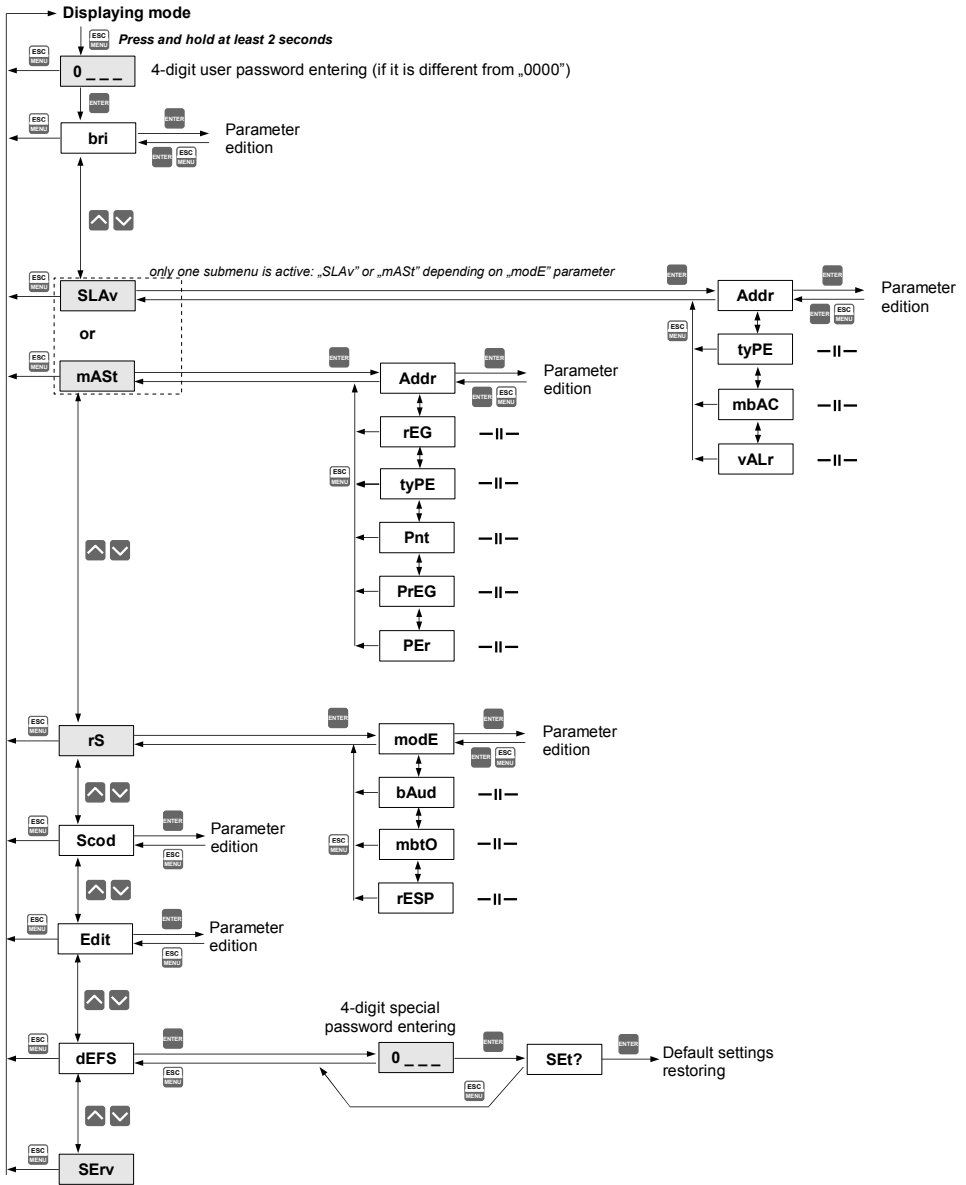 Displaying mode
ESC MENU
Press and hold at least 2 seconds
ESC MENU
0 _ _ _
4-digit user password entering (if it is different from „0000”)
ENTER
ESC MENU
bri
ENTER
ENTER ESC MENU
Parameter
edition
only one submenu is active: „SLAv” or „mASt” depending on „modE” parameter
ESC MENU
SLAv
ENTER
Addr
ENTER
ENTER ESC MENU
Parameter
edition
or
ESC MENU
tyPE
—II—
mbAC
—II—
vALr
—II—
ESC MENU
mASt
ENTER
Addr
ENTER
ENTER ESC MENU
Parameter
edition
rEG
—II—
ESC MENU
tyPE
—II—
Pnt
—II—
PrEG
—II—
PEr
—II—
ESC MENU
rS
ENTER
modE
ENTER
ENTER ESC MENU
Parameter
edition
bAud
—II—
ESC MENU
mbtO
—II—
rESP
—II—
ESC MENU
Scod
ENTER
ESC MENU
Parameter
edition
ESC MENU
Edit
ENTER
ESC MENU
Parameter
edition
4-digit special
password entering
ESC MENU
dEFS
ENTER
ESC MENU
0 _ _ _
ENTER
ESC MENU
SEt?
ENTER
Default settings
restoring
ESC MENU
SErv